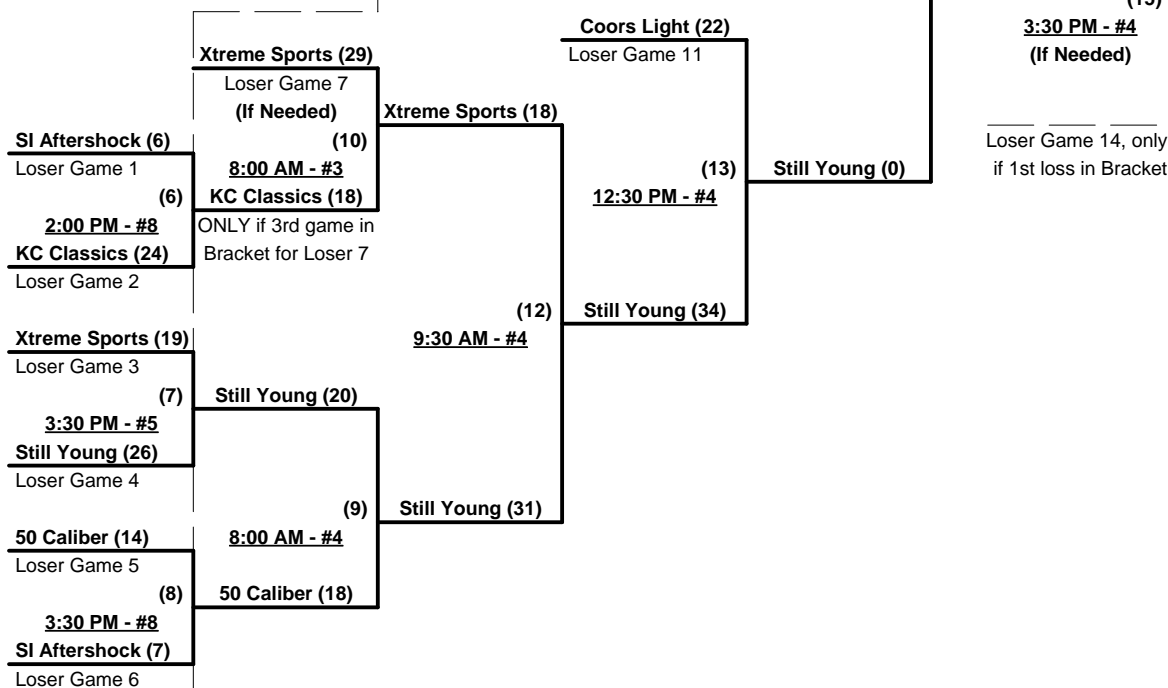 (15)
Coors Light (22)
3:30 PM - #4
Loser Game 11
(If Needed)
Xtreme Sports (29)
Loser Game 7
(If Needed)
Xtreme Sports (18)
SI Aftershock (6)
(10)
Loser Game 14, only
Loser Game 1
8:00 AM - #3
(13)
Still Young (0)
if 1st loss in Bracket
(6)
KC Classics (18)
12:30 PM - #4
2:00 PM - #8
ONLY if 3rd game in
KC Classics (24)
Bracket for Loser 7
Loser Game 2
(12)
Still Young (34)
Xtreme Sports (19)
9:30 AM - #4
Loser Game 3
(7)
Still Young (20)
3:30 PM - #5
Still Young (26)
Loser Game 4
(9)
Still Young (31)
50 Caliber (14)
8:00 AM - #4
Loser Game 5
(8)
50 Caliber (18)
3:30 PM - #8
SI Aftershock (7)
Loser Game 6